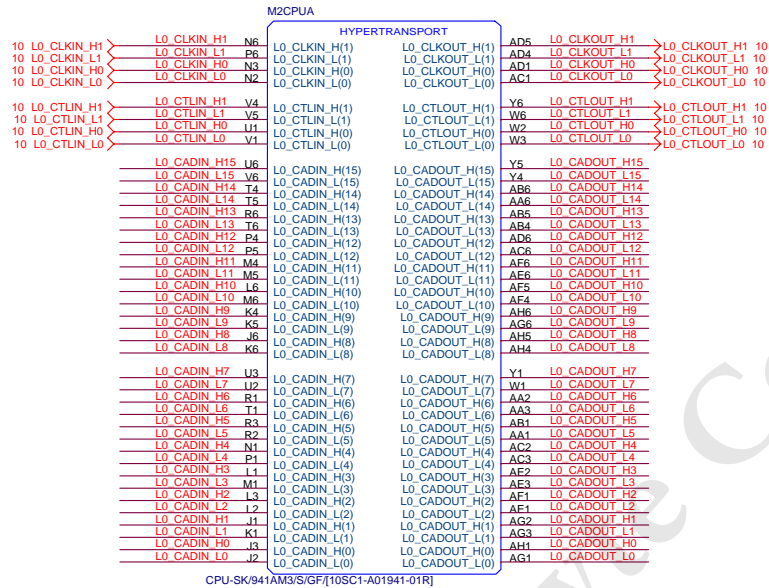 M2CPUA
HYPERTRANSPORT
10 L0_CLKIN_H1 L0_CLKIN_H1 N6 L0_CLKIN_H(1) L0_CLKOUT_H(1) AD5 L0_CLKOUT_H1 L0_CLKOUT_H1 10
10 L0_CLKIN_L1 L0_CLKIN_L1 P6 L0_CLKIN_L(1) L0_CLKOUT_L(1) AD4 L0_CLKOUT_L1 L0_CLKOUT_L1 10
10 L0_CLKIN_H0 L0_CLKIN_H0 N3 L0_CLKIN_H(0) L0_CLKOUT_H(0) AD1 L0_CLKOUT_H0 L0_CLKOUT_H0 10
10 L0_CLKIN_L0 L0_CLKIN_L0 N2 L0_CLKIN_L(0) L0_CLKOUT_L(0) AC1 L0_CLKOUT_L0 L0_CLKOUT_L0 10
10 L0_CTLIN_H1 L0_CTLIN_H1 V4 L0_CTLIN_H(1) L0_CTLOUT_H(1) Y6 L0_CTLOUT_H1 L0_CTLOUT_H1 10
10 L0_CTLIN_L1 L0_CTLIN_L1 V5 L0_CTLIN_L(1) L0_CTLOUT_L(1) W6 L0_CTLOUT_L1 L0_CTLOUT_L1 10
10 L0_CTLIN_H0 L0_CTLIN_H0 U1 L0_CTLIN_H(0) L0_CTLOUT_H(0) W2 L0_CTLOUT_H0 L0_CTLOUT_H0 10
10 L0_CTLIN_L0 L0_CTLIN_L0 V1 L0_CTLIN_L(0) L0_CTLOUT_L(0) W3 L0_CTLOUT_L0 L0_CTLOUT_L0 10
L0_CADIN_H15 U6 L0_CADIN_H(15) L0_CADOUT_H(15) Y5 L0_CADOUT_H15
L0_CADIN_L15 V6 L0_CADIN_L(15) L0_CADOUT_L(15) Y4 L0_CADOUT_L15
L0_CADIN_H14 T4 L0_CADIN_H(14) L0_CADOUT_H(14) AB6 L0_CADOUT_H14
L0_CADIN_L14 T5 L0_CADIN_L(14) L0_CADOUT_L(14) AA6 L0_CADOUT_L14
L0_CADIN_H13 R6 L0_CADIN_H(13) L0_CADOUT_H(13) AB5 L0_CADOUT_H13
L0_CADIN_L13 T6 L0_CADIN_L(13) L0_CADOUT_L(13) AB4 L0_CADOUT_L13
L0_CADIN_H12 P4 L0_CADIN_H(12) L0_CADOUT_H(12) AD6 L0_CADOUT_H12
L0_CADIN_L12 P5 L0_CADIN_L(12) L0_CADOUT_L(12) AC6 L0_CADOUT_L12
L0_CADIN_H11 M4 L0_CADIN_H(11) L0_CADOUT_H(11) AF6 L0_CADOUT_H11
L0_CADIN_L11 M5 L0_CADIN_L(11) L0_CADOUT_L(11) AE6 L0_CADOUT_L11
L0_CADIN_H10 L6 L0_CADIN_H(10) L0_CADOUT_H(10) AF5 L0_CADOUT_H10
L0_CADIN_L10 M6 L0_CADIN_L(10) L0_CADOUT_L(10) AF4 L0_CADOUT_L10
L0_CADIN_H9 K4 L0_CADIN_H(9) L0_CADOUT_H(9) AH6 L0_CADOUT_H9
L0_CADIN_L9 K5 L0_CADIN_L(9) L0_CADOUT_L(9) AG6 L0_CADOUT_L9
L0_CADIN_H8 J6 L0_CADIN_H(8) L0_CADOUT_H(8) AH5 L0_CADOUT_H8
L0_CADIN_L8 K6 L0_CADIN_L(8) L0_CADOUT_L(8) AH4 L0_CADOUT_L8
L0_CADIN_H7 U3 L0_CADIN_H(7) L0_CADOUT_H(7) Y1 L0_CADOUT_H7
L0_CADIN_L7 U2 L0_CADIN_L(7) L0_CADOUT_L(7) W1 L0_CADOUT_L7
L0_CADIN_H6 R1 L0_CADIN_H(6) L0_CADOUT_H(6) AA2 L0_CADOUT_H6
L0_CADIN_L6 T1 L0_CADIN_L(6) L0_CADOUT_L(6) AA3 L0_CADOUT_L6
L0_CADIN_H5 R3 L0_CADIN_H(5) L0_CADOUT_H(5) AB1 L0_CADOUT_H5
L0_CADIN_L5 R2 L0_CADIN_L(5) L0_CADOUT_L(5) AA1 L0_CADOUT_L5
L0_CADIN_H4 N1 L0_CADIN_H(4) L0_CADOUT_H(4) AC2 L0_CADOUT_H4
L0_CADIN_L4 P1 L0_CADIN_L(4) L0_CADOUT_L(4) AC3 L0_CADOUT_L4
L0_CADIN_H3 L1 L0_CADIN_H(3) L0_CADOUT_H(3) AE2 L0_CADOUT_H3
L0_CADIN_L3 M1 L0_CADIN_L(3) L0_CADOUT_L(3) AE3 L0_CADOUT_L3
L0_CADIN_H2 L3 L0_CADIN_H(2) L0_CADOUT_H(2) AF1 L0_CADOUT_H2
L0_CADIN_L2 L2 L0_CADIN_L(2) L0_CADOUT_L(2) AE1 L0_CADOUT_L2
L0_CADIN_H1 J1 L0_CADIN_H(1) L0_CADOUT_H(1) AG2 L0_CADOUT_H1
L0_CADIN_L1 K1 L0_CADIN_L(1) L0_CADOUT_L(1) AG3 L0_CADOUT_L1
L0_CADIN_H0 J3 L0_CADIN_H(0) L0_CADOUT_H(0) AH1 L0_CADOUT_H0
L0_CADIN_L0 J2 L0_CADIN_L(0) L0_CADOUT_L(0) AG1 L0_CADOUT_L0
CPU-SK/941AM3/S/GF/[10SC1-A01941-01R]